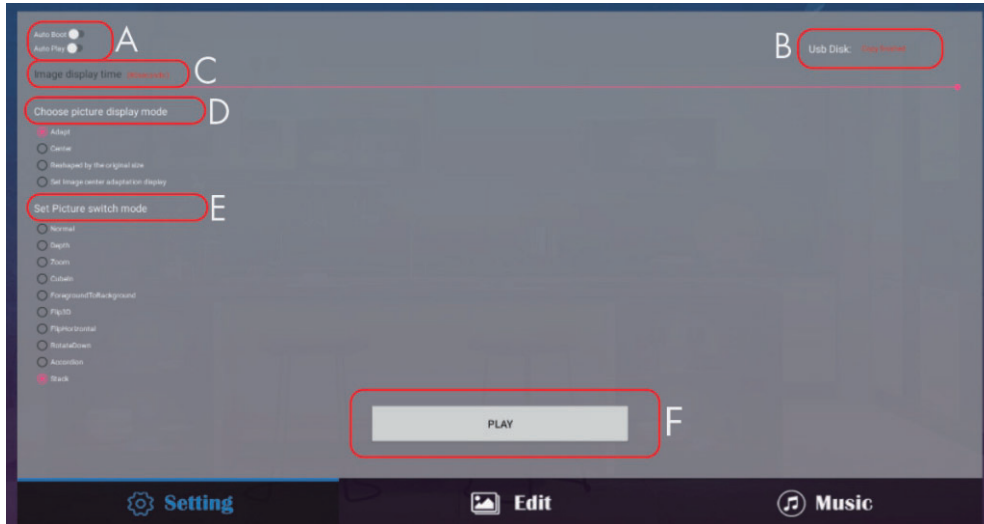 Auto Boot
Auto Play
A
B
Usb Disk:
Image display time
C
Choose picture display mode
D
Adapt
Center
Reshaped by the original size
Set Image center adaptation display
Set Picture switch mode
E
Normal
Depth
Zoom
CubeIn
ForegroundToBackground
Flip3D
FlipHorizontal
RotateDown
Accordion
Stack
PLAY
F
Setting
Edit
Music